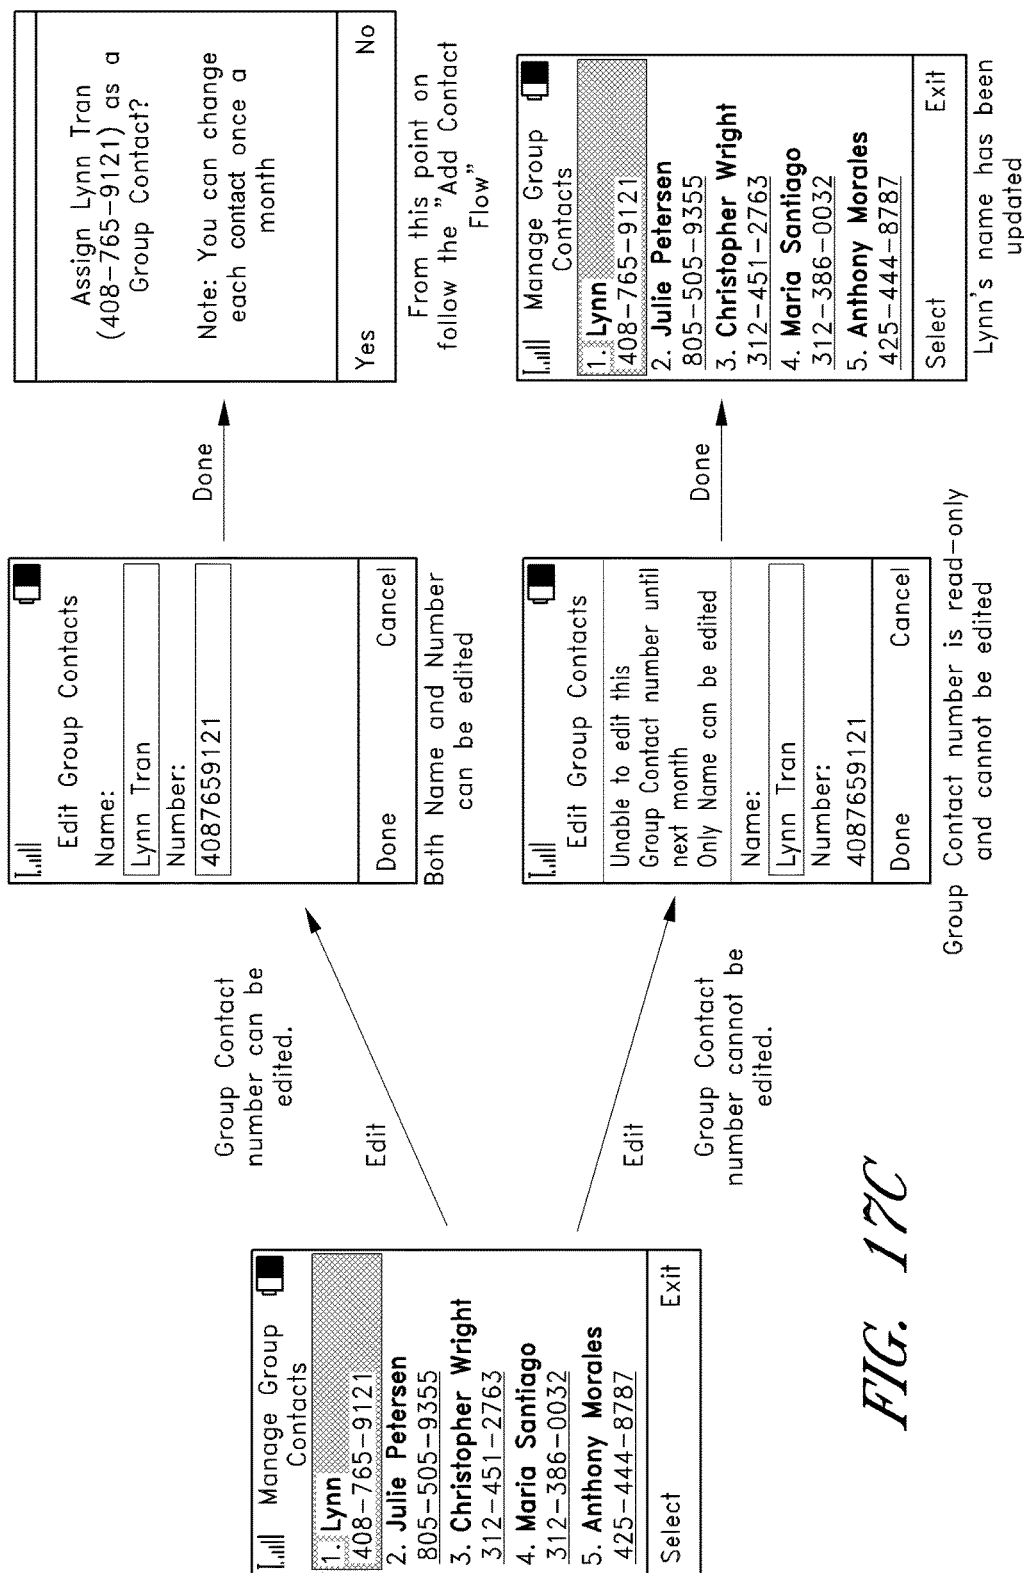 Manage Group
Contacts
1. Lynn
408-765-9121
2. Julie Petersen
805-505-9355
3. Christopher Wright
312-451-2763
4. Maria Santiago
312-386-0032
5. Anthony Morales
425-444-8787
Select Exit
Group Contact
number can be
edited.
Edit
Edit
Group Contact
number cannot be
edited.
Edit Group Contacts
Name:
Lynn Tran
Number:
4087659121
Done Cancel
Both Name and Number
can be edited
Done
Assign Lynn Tran
(408-765-9121) as a
Group Contact?
Note: You can change
each contact once a
month
Yes No
From this point on
follow the "Add Contact
Flow"
Edit Group Contacts
Unable to edit this
Group Contact number until
next month
Only Name can be edited
Name:
Lynn Tran
Number:
4087659121
Done Cancel
Group Contact number is read-only
and cannot be edited
Done
Manage Group
Contacts
1. Lynn
408-765-9121
2. Julie Petersen
805-505-9355
3. Christopher Wright
312-451-2763
4. Maria Santiago
312-386-0032
5. Anthony Morales
425-444-8787
Select Exit
Lynn's name has been
updated
FIG. 17C